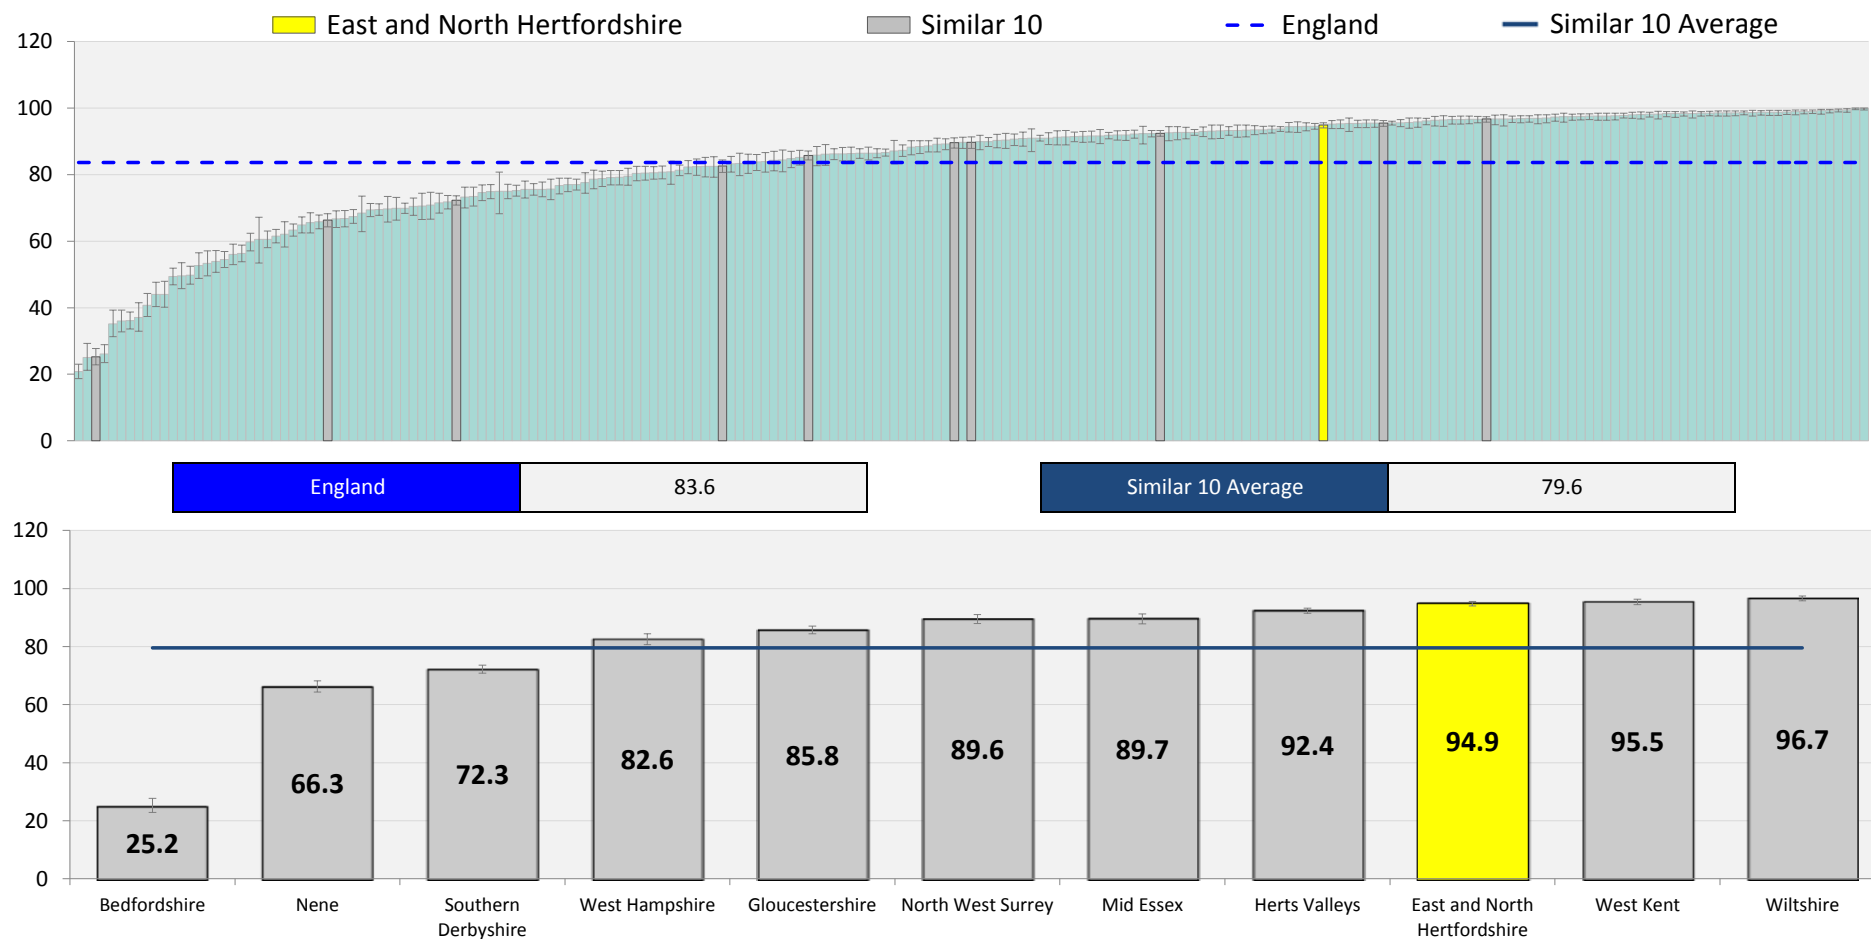 East and North Hertfordshire Similar 10 England Similar 10 Average
120
100
80
60
40
20
0
England 83.6 Similar 10 Average 79.6
120
100
80
60
40
20
0
25.2 66.3 72.3 82.6 85.8 89.6 89.7 92.4 94.9 95.5 96.7
Bedfordshire Nene Southern West Hampshire Gloucestershire North West Surrey Mid Essex Herts Valleys East and North West Kent Wiltshire
Derbyshire Hertfordshire